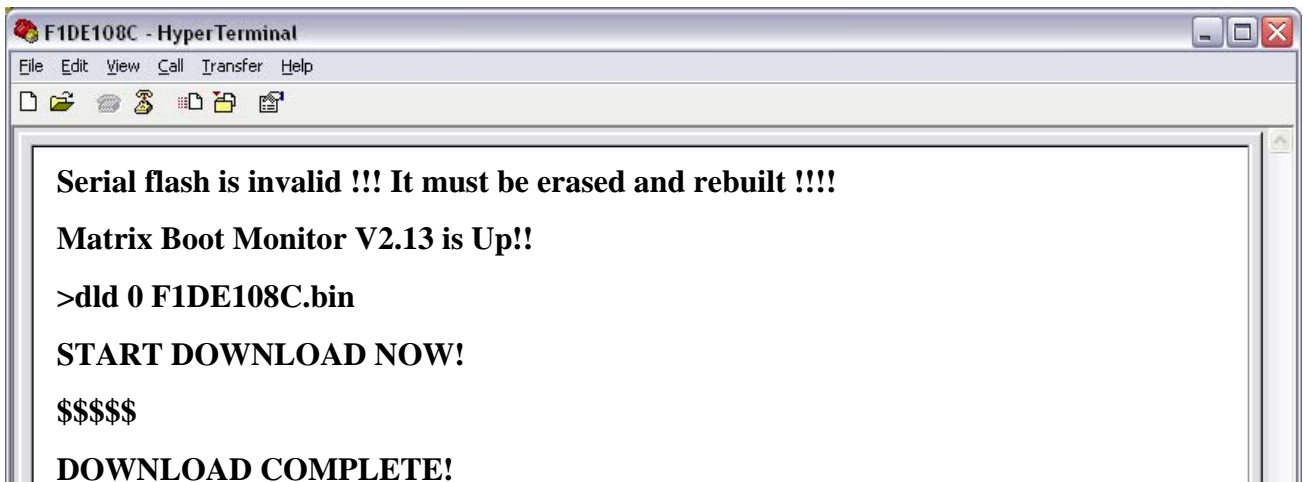 F1DE108C - HyperTerminal
File Edit View Call Transfer Help
Serial flash is invalid !!! It must be erased and rebuilt !!!!
Matrix Boot Monitor V2.13 is Up!!
>dld 0 F1DE108C.bin
START DOWNLOAD NOW!
$$$$$
DOWNLOAD COMPLETE!